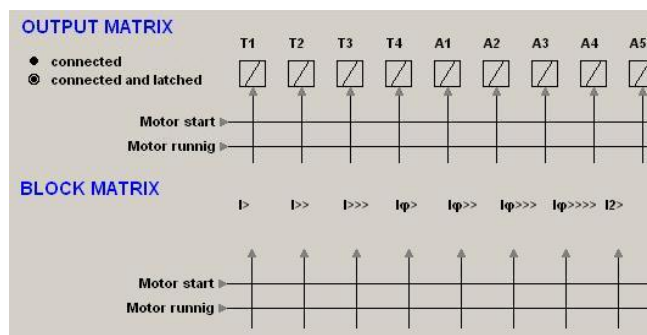 OUTPUT MATRIX
T1 T2 T3 T4 A1 A2 A3 A4 A5
connected
connected and latched
Motor start
Motor runnig
BLOCK MATRIX
I> I>> I>>> Iφ> Iφ>> Iφ>>> Iφ>>>> I2>
Motor start
Motor runnig